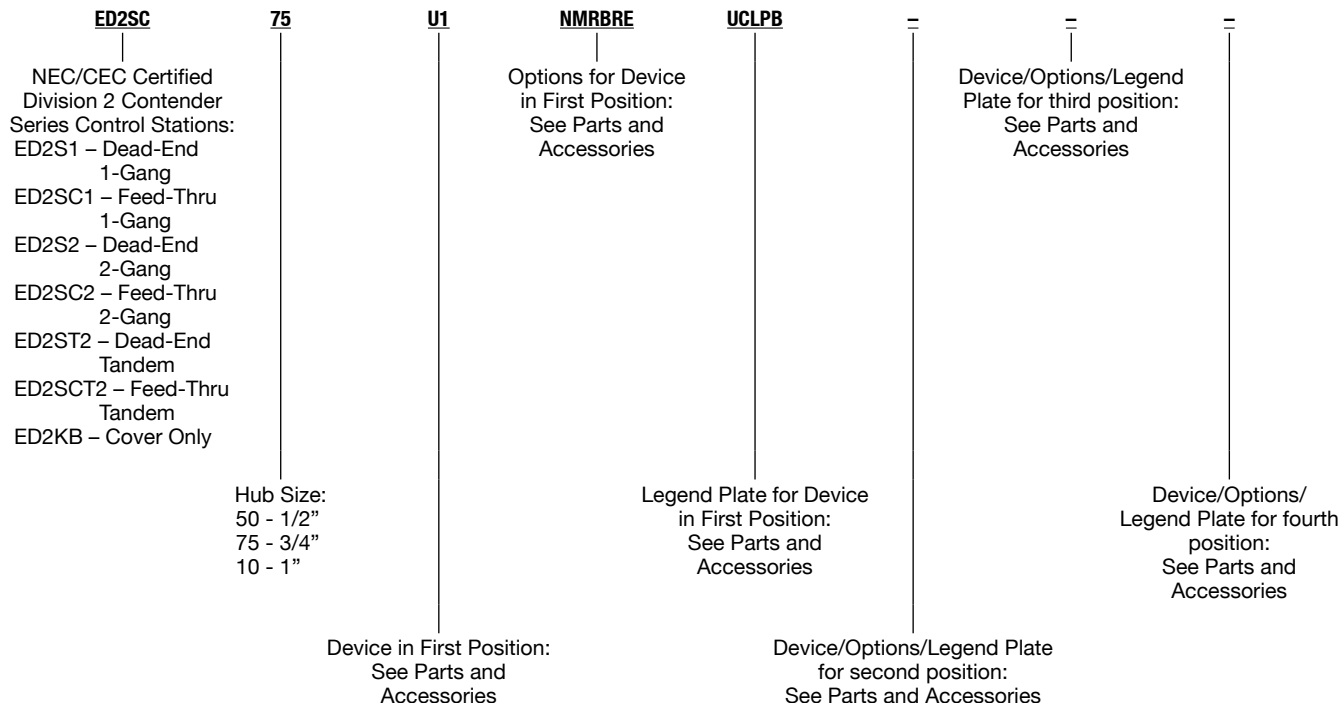 ED2SC 75 U1 NMRBRE UCLPB – – –
NEC/CEC Certified
Division 2 Contender
Series Control Stations:
ED2S1 – Dead-End
1-Gang
ED2SC1 – Feed-Thru
1-Gang
ED2S2 – Dead-End
2-Gang
ED2SC2 – Feed-Thru
2-Gang
ED2ST2 – Dead-End
Tandem
ED2SCT2 – Feed-Thru
Tandem
ED2KB – Cover Only
Hub Size:
50 - 1/2”
75 - 3/4”
10 - 1”
Device in First Position:
See Parts and
Accessories
Options for Device
in First Position:
See Parts and
Accessories
Legend Plate for Device
in First Position:
See Parts and
Accessories
Device/Options/Legend Plate
for second position:
See Parts and Accessories
Device/Options/Legend
Plate for third position:
See Parts and
Accessories
Device/Options/
Legend Plate for fourth
position:
See Parts and
Accessories